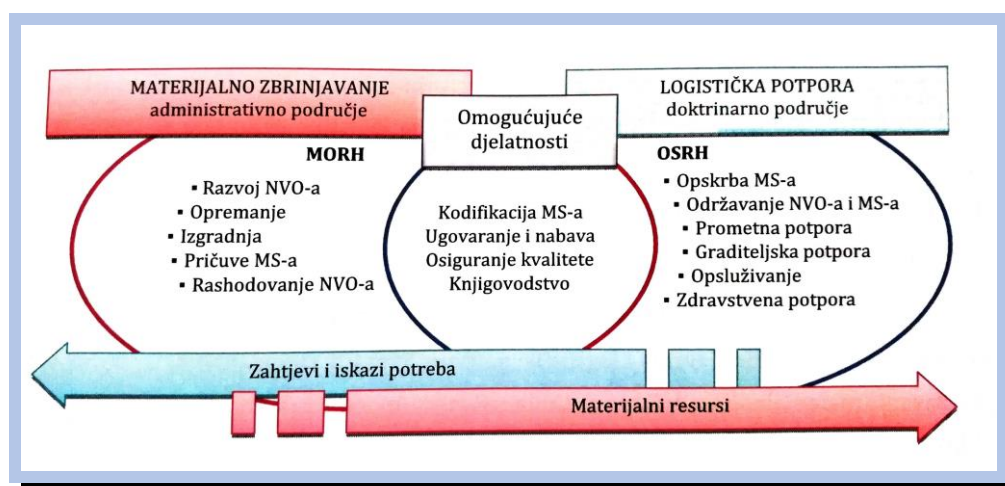 MATERIJALNO ZBRINJAVANJE
administrativno područje
Omogućujuće
djelatnosti
LOGISTIČKA POTPORA
doktrinarno područje
MORH
▪ Razvoj NVO-a
▪ Opremanje
▪ Izgradnja
▪ Pričuve MS-a
▪ Rashodovanje NVO-a
Kodifikacija MS-a
Ugovaranje i nabava
Osiguranje kvalitete
Knjigovodstvo
OSRH
▪ Opskrba MS-a
▪ Održavanje NVO-a i MS-a
▪ Prometna potpora
▪ Graditeljska potpora
▪ Opsluživanje
▪ Zdravstvena potpora
Zahtjevi i iskazi potreba
Materijalni resursi